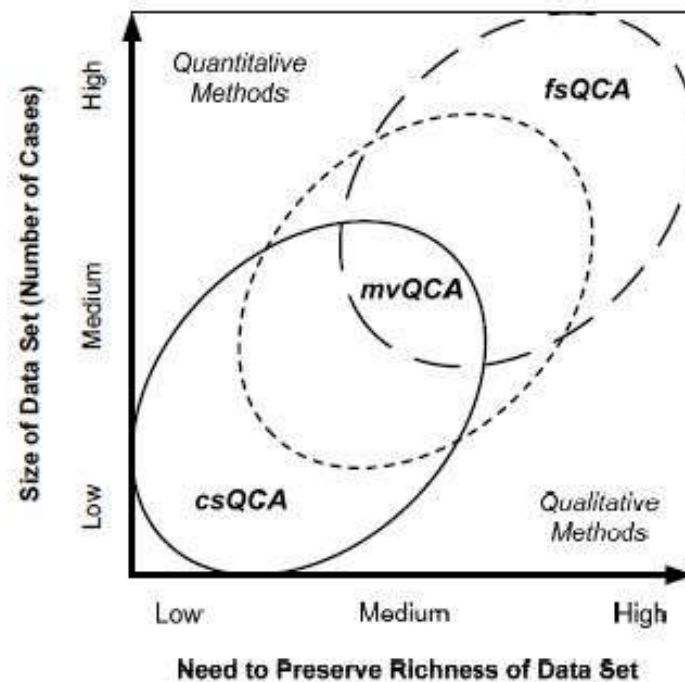 Quantitative
Methods
fsQCA
mvQCA
csQCA
Qualitative
Methods
Size of Data Set (Number of Cases)
High
Medium
Low
Low Medium High
Need to Preserve Richness of Data Set